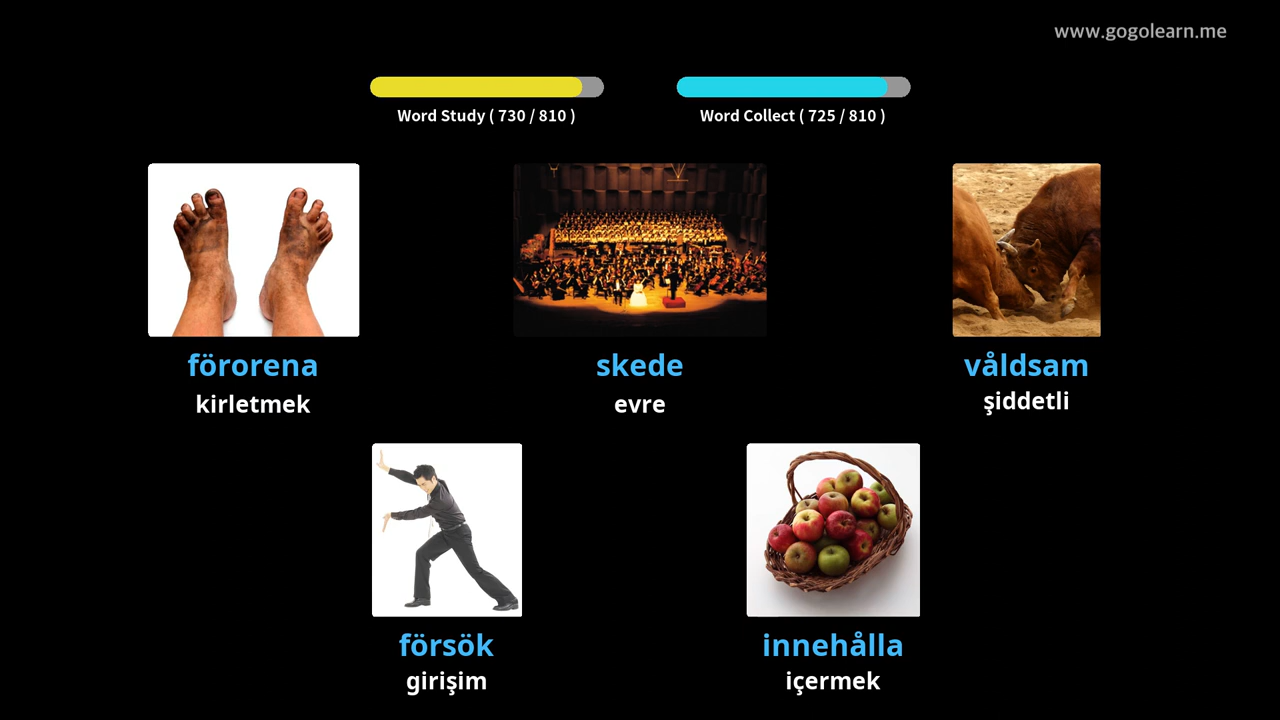 www.gogolearn.me
Word Study ( 730 / 810 )
Word Collect ( 725 / 810 )
förorena
kirletmek
skede
evre
våldsam
şiddetli
försök
girişim
innehålla
içermek